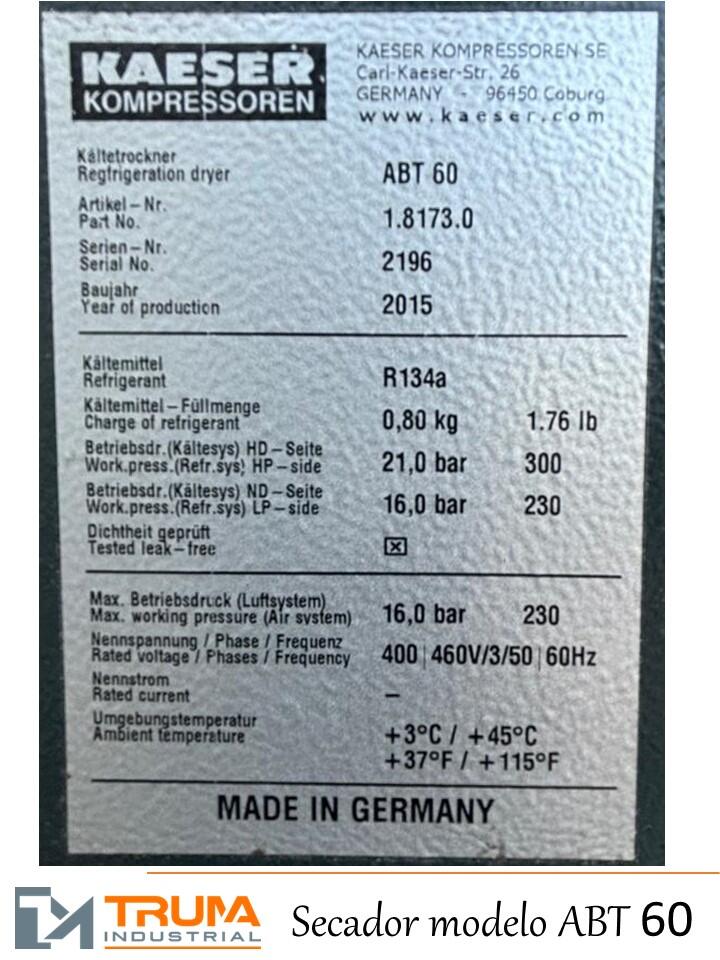 KAESER
KOMPRESSOREN
KAESER KOMPRESSOREN SE
Carl-Kaeser-Str. 26
GERMANY - 96450 Coburg
www.kaeser.com
Kältetrockner
Regfrigeration dryer ABT 60
Artikel-Nr.
Part No. 1.8173.0
Serien-Nr.
Serial No. 2196
Baujahr
Year of production 2015
Kältemittel
Refrigerant R134a
Kältemittel-Füllmenge
Charge of refrigerant 0,80 kg 1.76 lb
Betriebsdr.(Kältesys) HD-Seite
Work.press.(Refr.sys) HP-side 21,0 bar 300
Betriebsdr.(Kältesys) ND-Seite
Work.press.(Refr.sys) LP-side 16,0 bar 230
Dichtheit geprüft
Tested leak-free ☒
Max. Betriebsdruck (Luftsystem)
Max. working pressure (Air system) 16,0 bar 230
Nennspannung / Phase / Frequenz
Rated voltage / Phases / Frequency 400|460V/3/50|60Hz
Nennstrom
Rated current –
Umgebungstemperatur
Ambient temperature +3°C / +45°C
+37°F / +115°F
MADE IN GERMANY
TRUMA
INDUSTRIAL
Secador modelo ABT 60